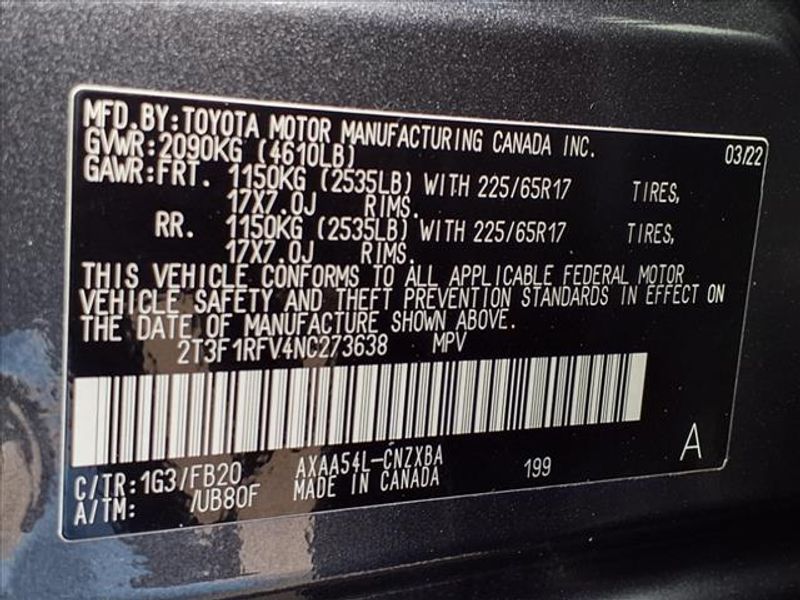 MFD.BY:TOYOTA MOTOR MANUFACTURING CANADA INC. 03/22
GVWR:2090KG (4610LB)
GAWR:FRT. 1150KG (2535LB) WITH 225/65R17 TIRES,
17X7.0J RIMS.
RR. 1150KG (2535LB) WITH 225/65R17 TIRES,
17X7.0J RIMS.
THIS VEHICLE CONFORMS TO ALL APPLICABLE FEDERAL MOTOR
VEHICLE SAFETY AND THEFT PREVENTION STANDARDS IN EFFECT ON
THE DATE OF MANUFACTURE SHOWN ABOVE.
2T3F1RFV4NC273638 MPV
C/TR:1G3/FB20 AXAA54L-CNZXBA 199 A
A/TM: /UB80F MADE IN CANADA